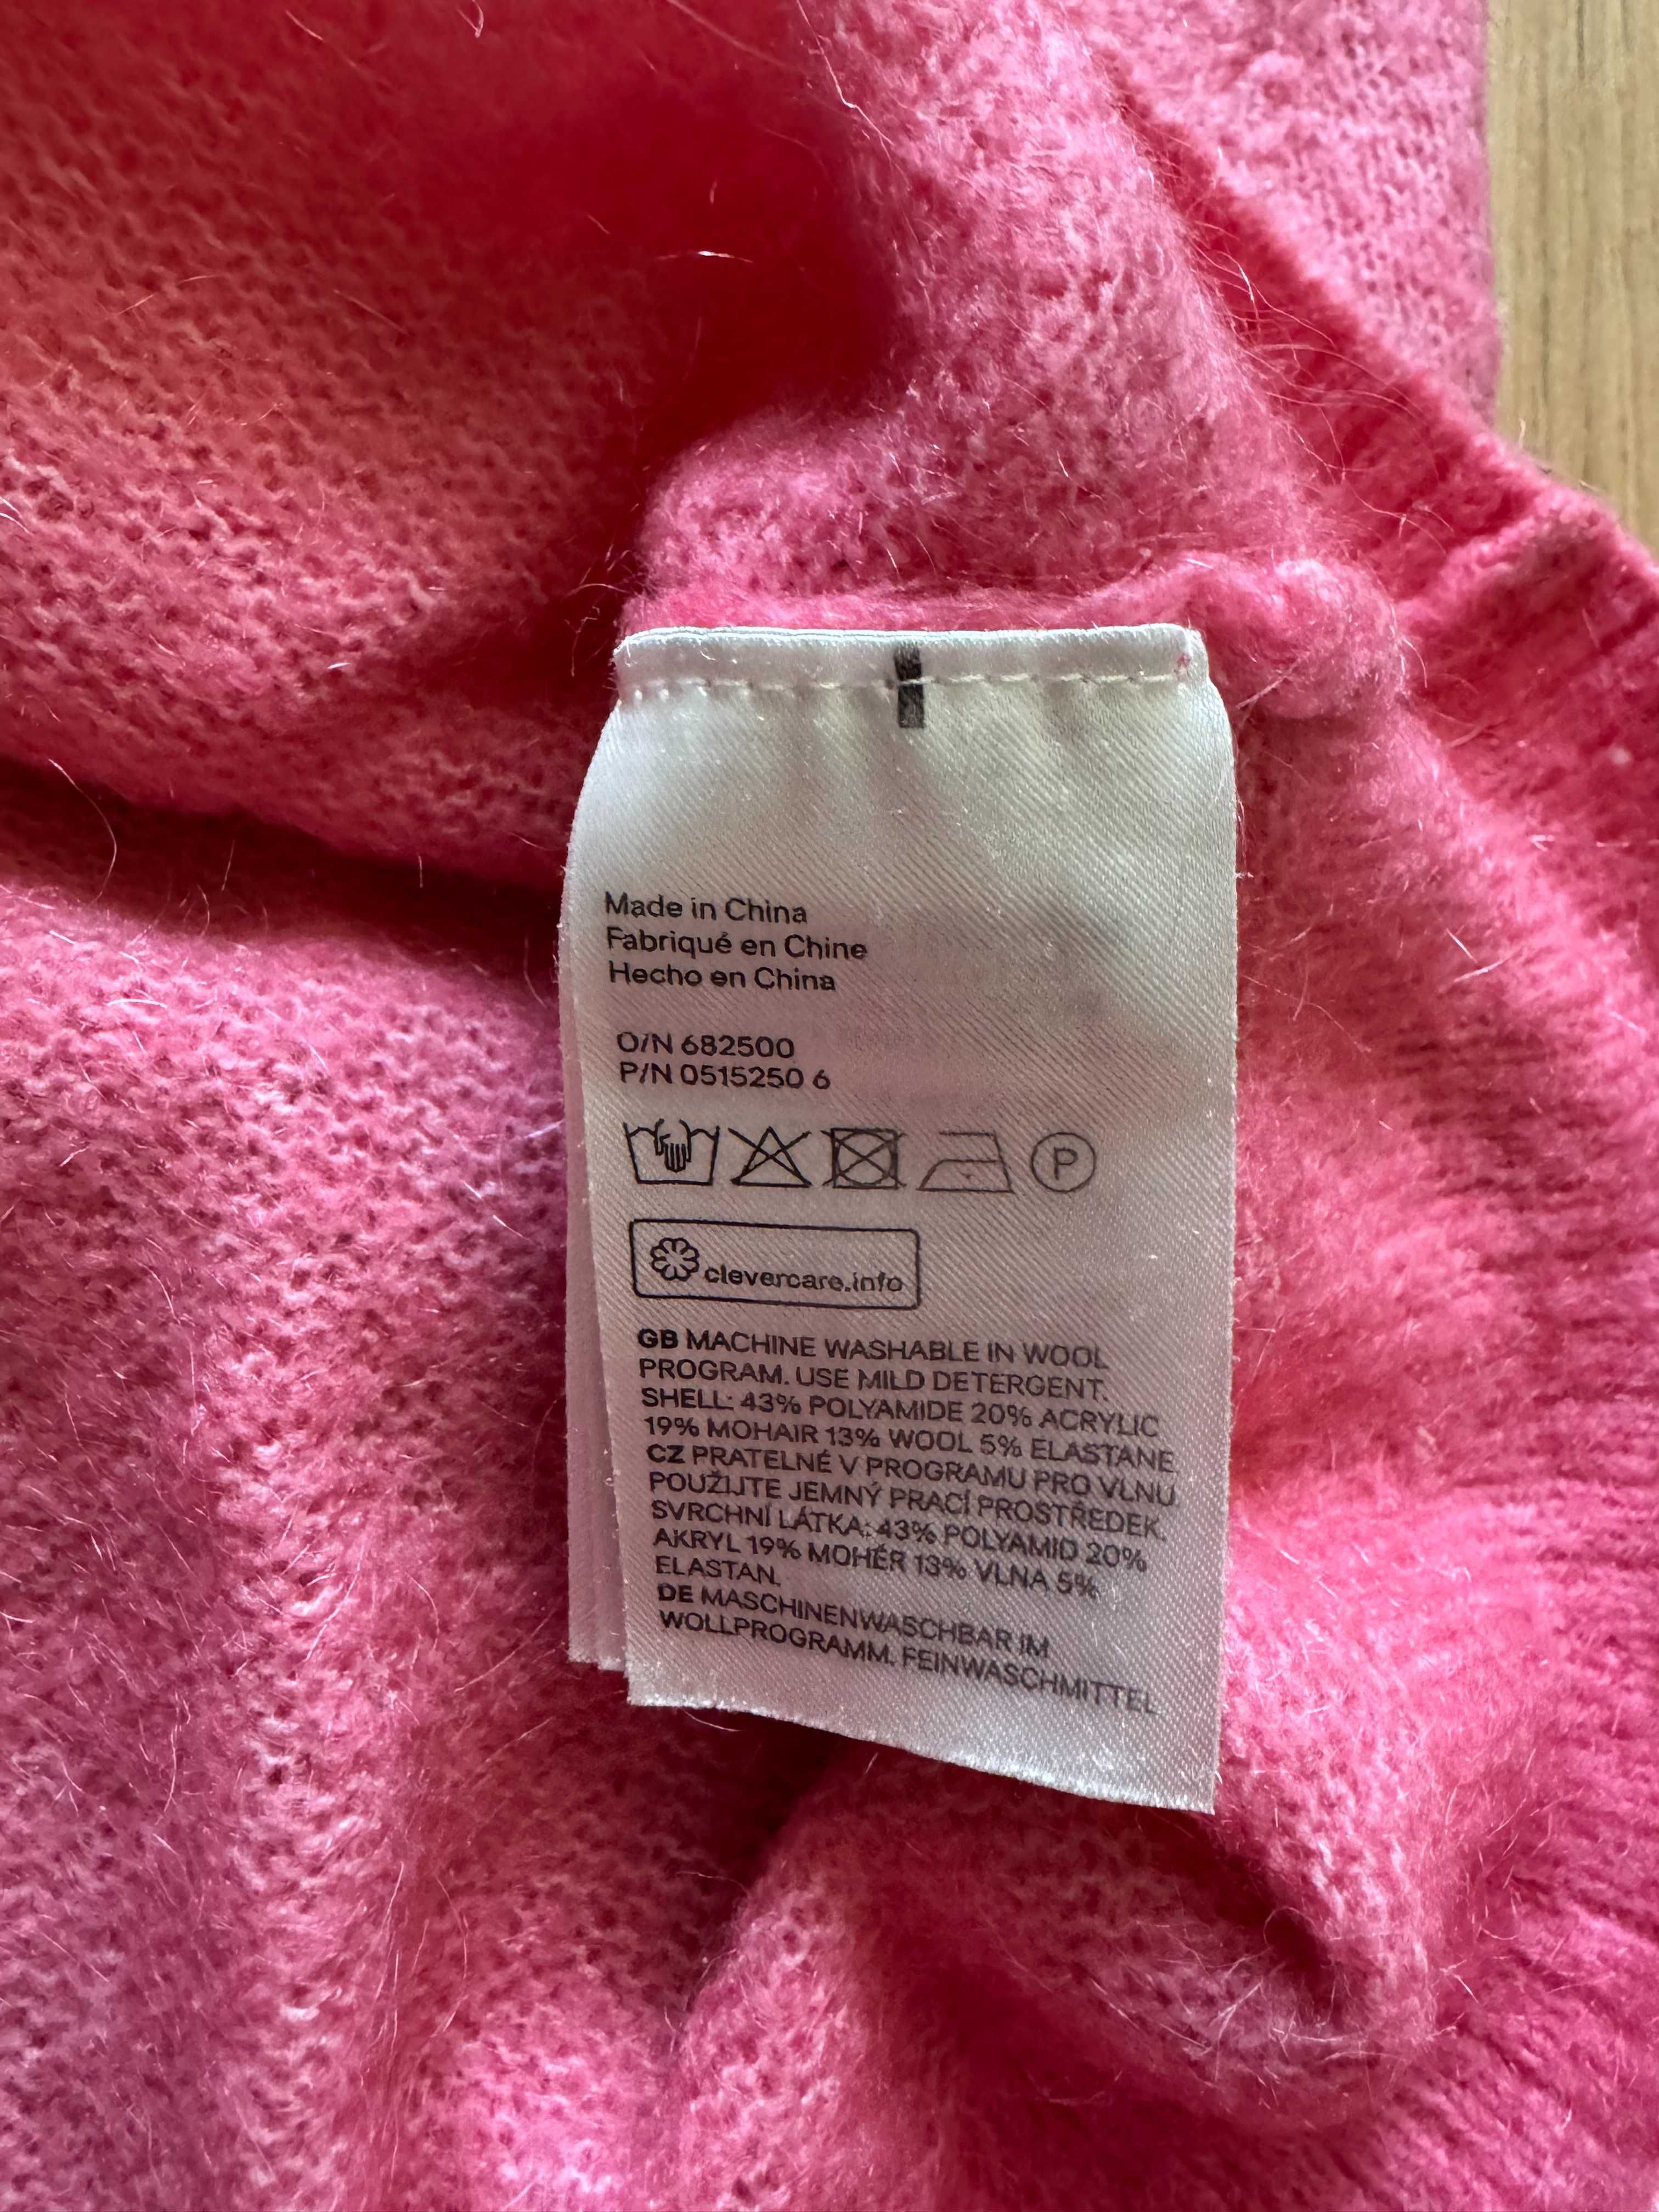 Made in China
Fabriqué en Chine
Hecho en China
O/N 682500
P/N 0515250 6
P
clevercare.info
GB MACHINE WASHABLE IN WOOL
PROGRAM. USE MILD DETERGENT.
SHELL: 43% POLYAMIDE 20% ACRYLIC
19% MOHAIR 13% WOOL 5% ELASTANE.
CZ PRATELNÉ V PROGRAMU PRO VLNU.
POUŽIJTE JEMNÝ PRACÍ PROSTŘEDEK.
SVRCHNÍ LÁTKA: 43% POLYAMID 20%
AKRYL 19% MOHÉR 13% VLNA 5%
ELASTAN.
DE MASCHINENWASCHBAR IM
WOLLPROGRAMM. FEINWASCHMITTEL